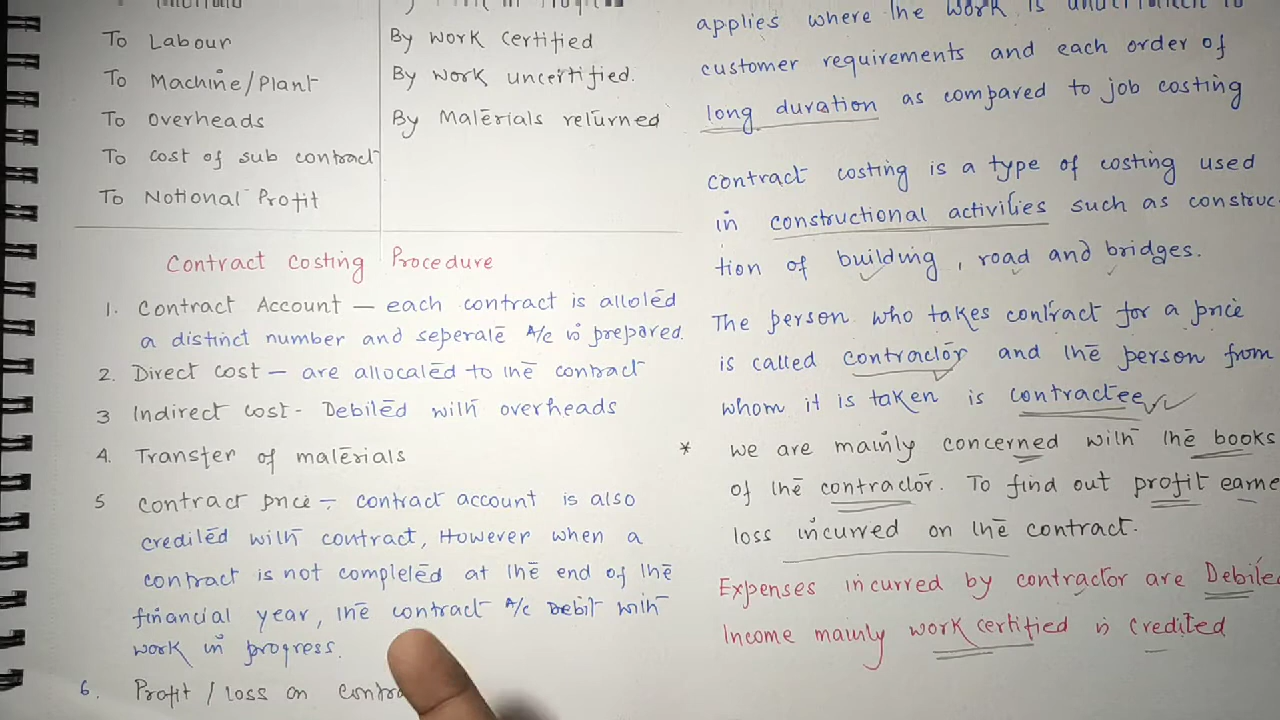 To Labour
To Machine/Plant
To Overheads
To cost of sub contract
To Notional Profit
By work certified
By work uncertified.
By Materials returned
Contract Costing Procedure
1. Contract Account — each contract is alloted
a distinct number and seperate A/c is prepared.
2. Direct cost — are allocated to the contract
3 Indirect cost - Debited with overheads
4. Transfer of materials
5 contract price ÷ contract account is also
credited with contract, However when a
contract is not completed at the end of the
financial year, the contract A/c Debit with
work in progress.
6. Profit / loss on
applies where the work is
customer requirements and each order of
long duration as compared to job costing
contract costing is a type of costing used
in constructional activities such as construc
tion of building, road and bridges.
The person who takes contract for a price
is called contractor and the person from
whom it is taken is contractee
* we are mainly concerned with the books
of the contractor. To find out profit earne
loss incurred on the contract.
Expenses incurred by contractor are Debited
Income mainly work certified is credited